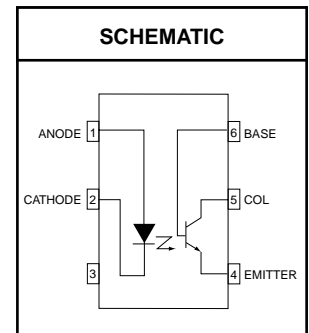 SCHEMATIC
ANODE 1
6 BASE
CATHODE 2
5 COL
3
4 EMITTER